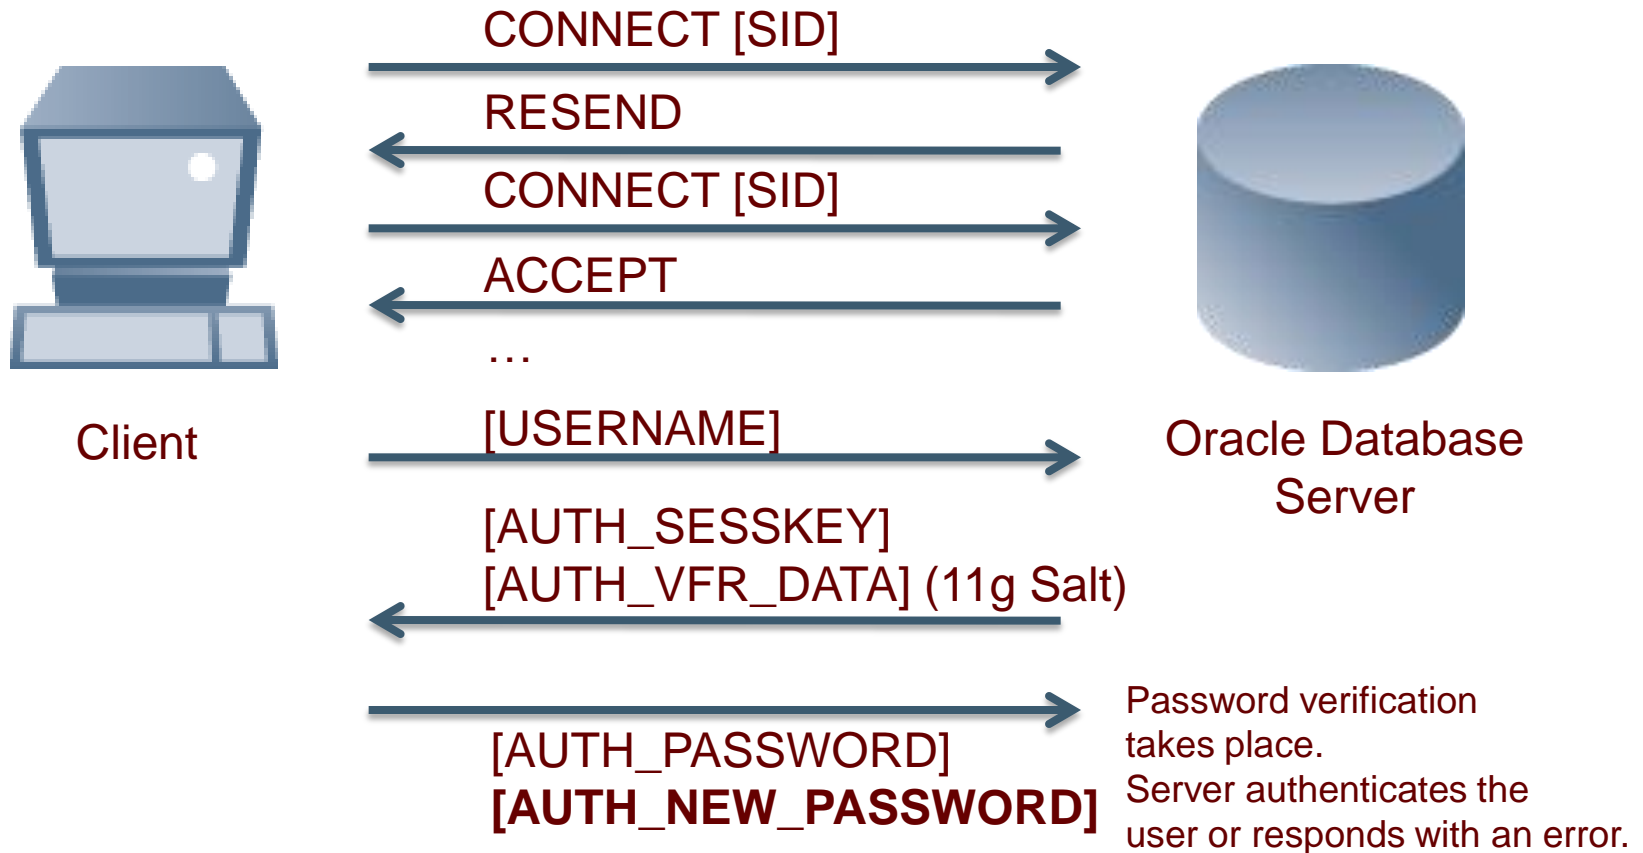 CONNECT [SID]
RESEND
CONNECT [SID]
ACCEPT
…
Client
[USERNAME]
Oracle Database
Server
[AUTH_SESSKEY]
[AUTH_VFR_DATA] (11g Salt)
[AUTH_PASSWORD]
[AUTH_NEW_PASSWORD]
Password verification
takes place.
Server authenticates the
user or responds with an error.